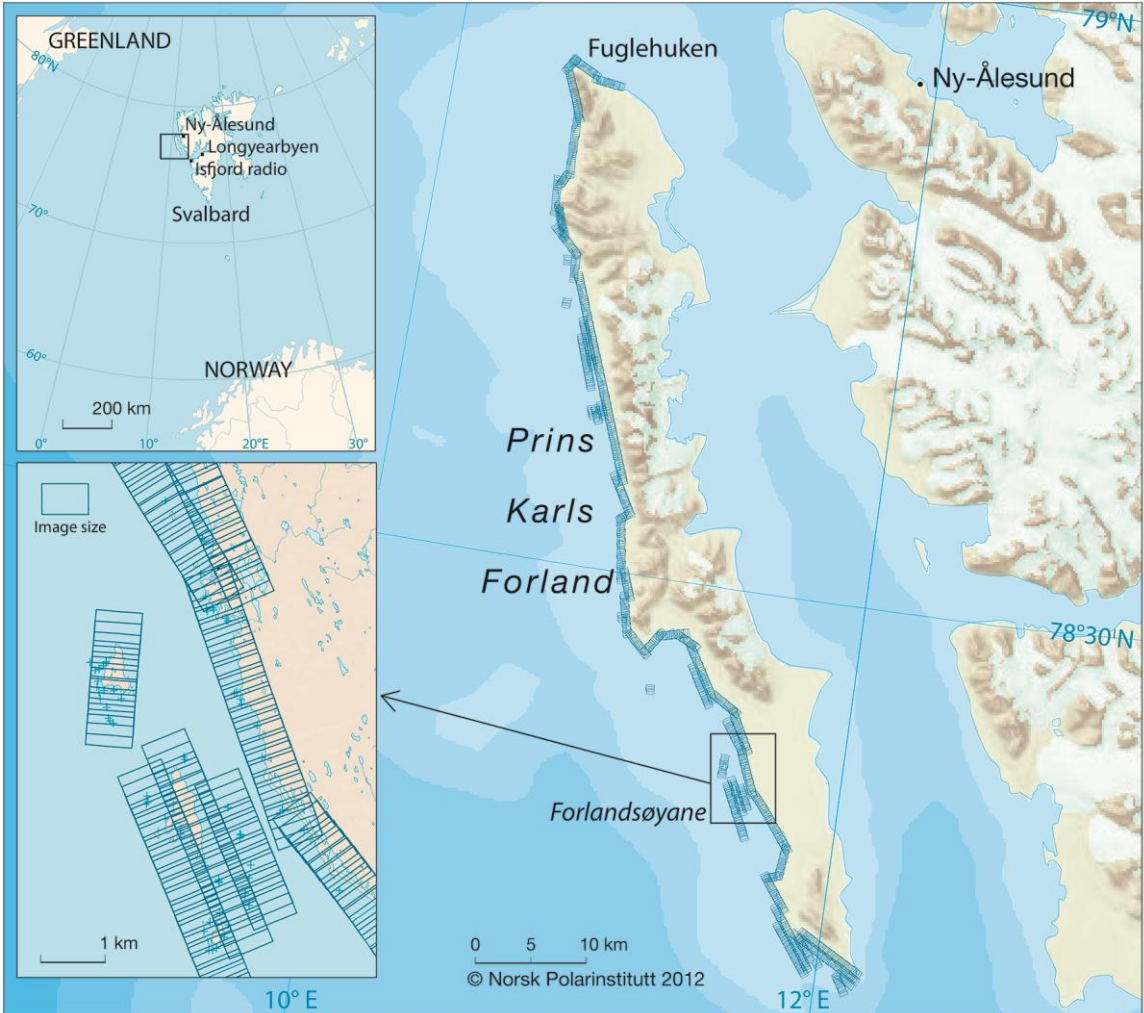 GREENLAND
80°N
Ny-Ålesund
Longyearbyen
Isfjord radio
Svalbard
70°
60°
NORWAY
200 km
0°
10°
20°
30°
Image size
1 km
Fuglehuken
79°N
Ny-Ålesund
Prins
Karls
Forland
78°30'N
Forlandsøyane
0 5 10 km
© Norsk Polarinstitutt 2012
10° E
12° E